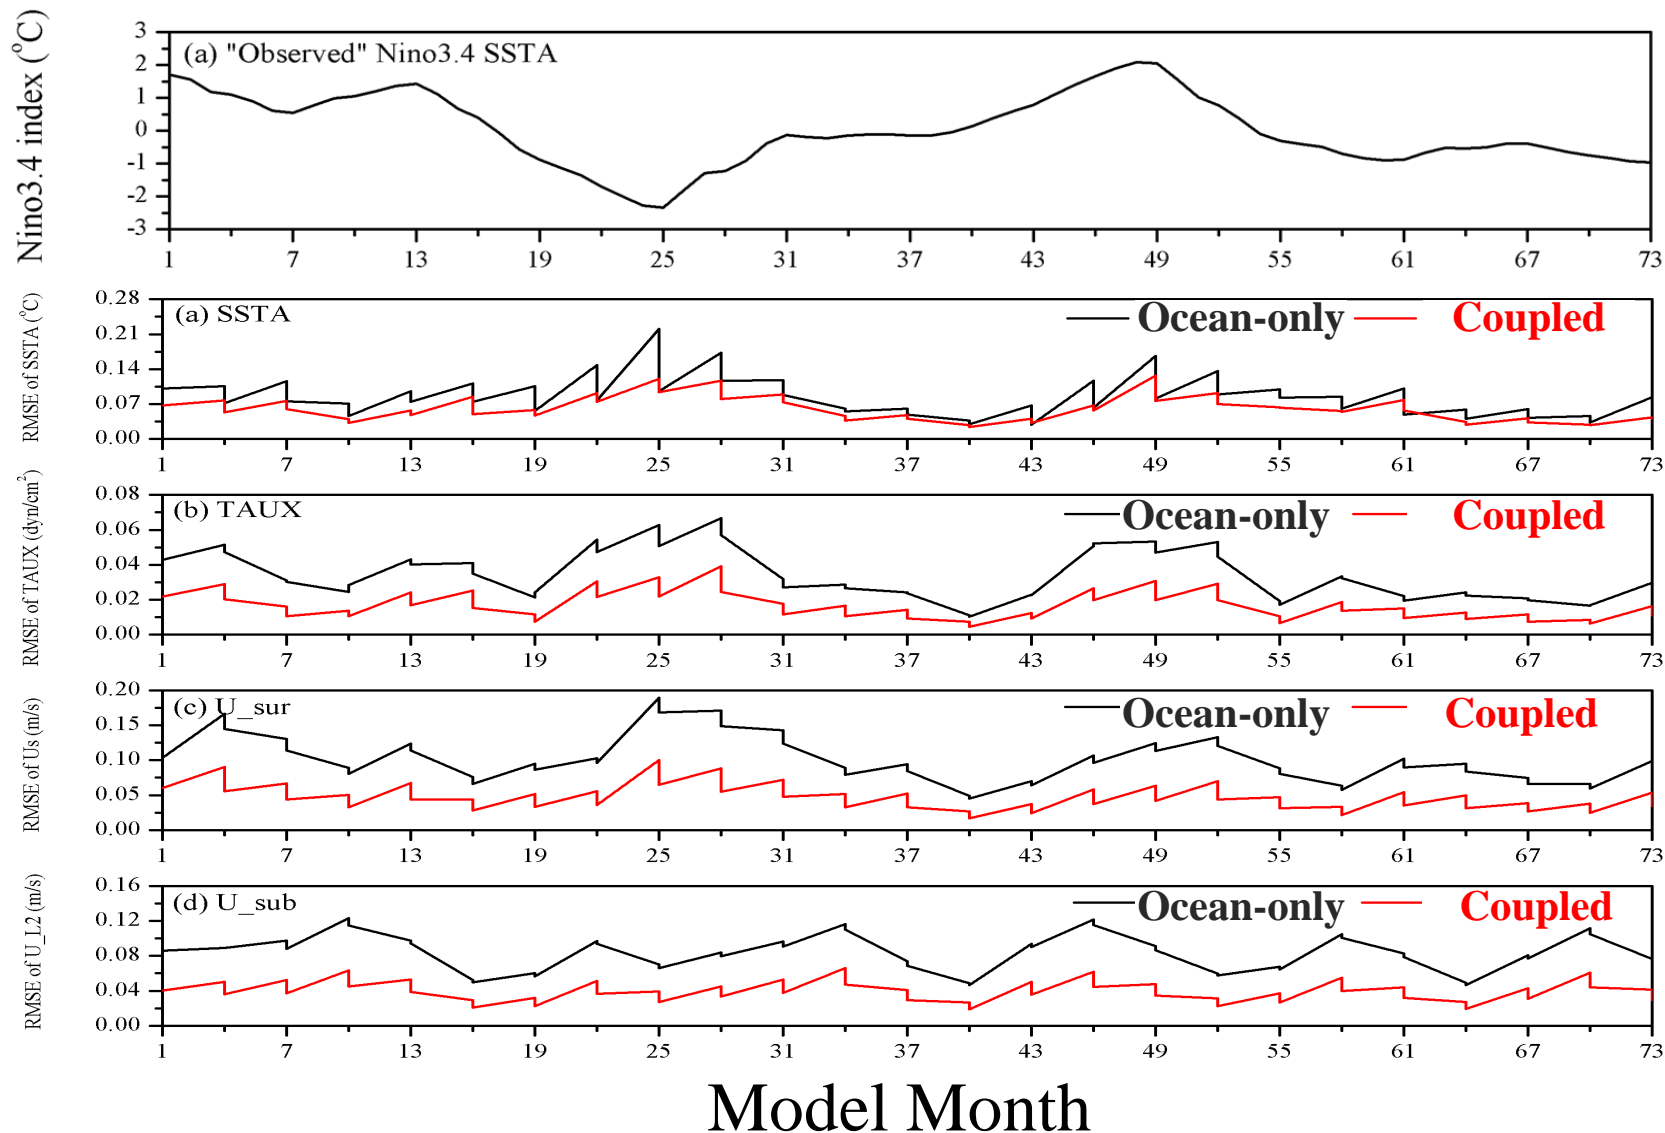 Nino3.4 index (°C)
3
2
1
0
-1
-2
-3
(a) "Observed" Nino3.4 SSTA
1 7 13 19 25 31 37 43 49 55 61 67 73
RMSE of SSTA (°C)
0.28
0.21
0.14
0.07
0.00
(a) SSTA
Ocean-only Coupled
1 7 13 19 25 31 37 43 49 55 61 67 73
RMSE of TAUX (dyn/cm²)
0.08
0.06
0.04
0.02
0.00
(b) TAUX
Ocean-only Coupled
1 7 13 19 25 31 37 43 49 55 61 67 73
RMSE of Us (m/s)
0.20
0.15
0.10
0.05
0.00
(c) U_sur
Ocean-only Coupled
1 7 13 19 25 31 37 43 49 55 61 67 73
RMSE of U_L2 (m/s)
0.16
0.12
0.08
0.04
0.00
(d) U_sub
Ocean-only Coupled
1 7 13 19 25 31 37 43 49 55 61 67 73
Model Month